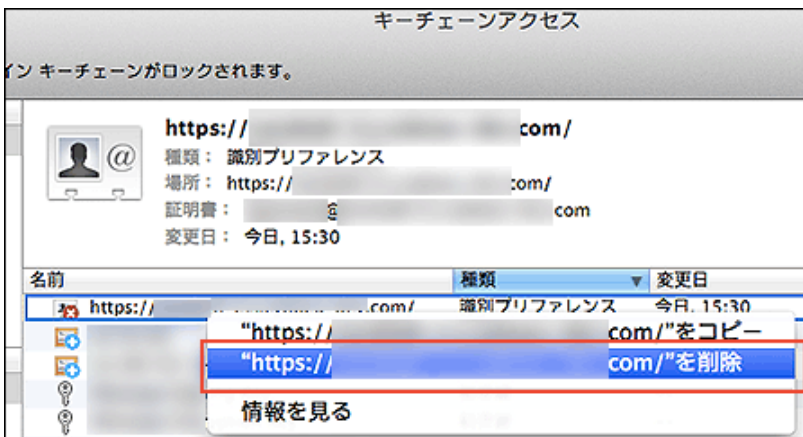 キーチェーンアクセス
イン キーチェーンがロックされます。
https:// com/
種類： 識別プリファレンス
場所： https:// com/
証明書： @ com
変更日： 今日, 15:30
名前 種類 変更日
https:// .com/ 識別プリファレンス 今日, 15:30
“https:/ com/”をコピー
“https:/ com/”を削除
情報を見る